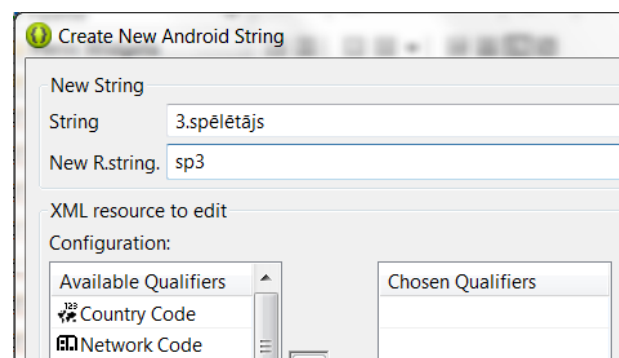 Create New Android String
New String
String 3.spēlētājs
New R.string. sp3
XML resource to edit
Configuration:
Available Qualifiers Chosen Qualifiers
Country Code
Network Code